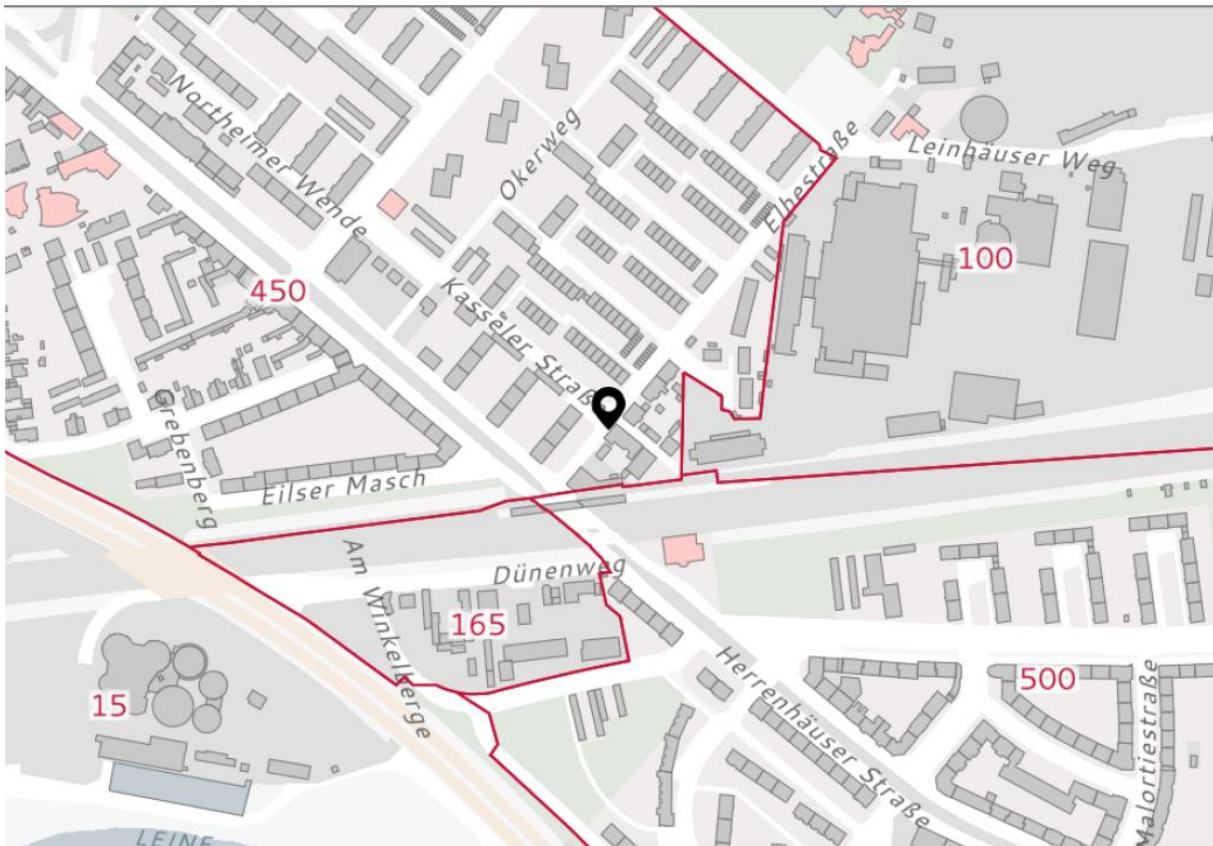 Northeimer Wende
Okerweg
Elbestraße
Leinhäuser Weg
100
450
Kasseler Straße
Grebenberg
Eilser Masch
Am Winkelberge
Dünenweg
165
15
Herrenhäuser Straße
500
Malortiestraße
LEINE